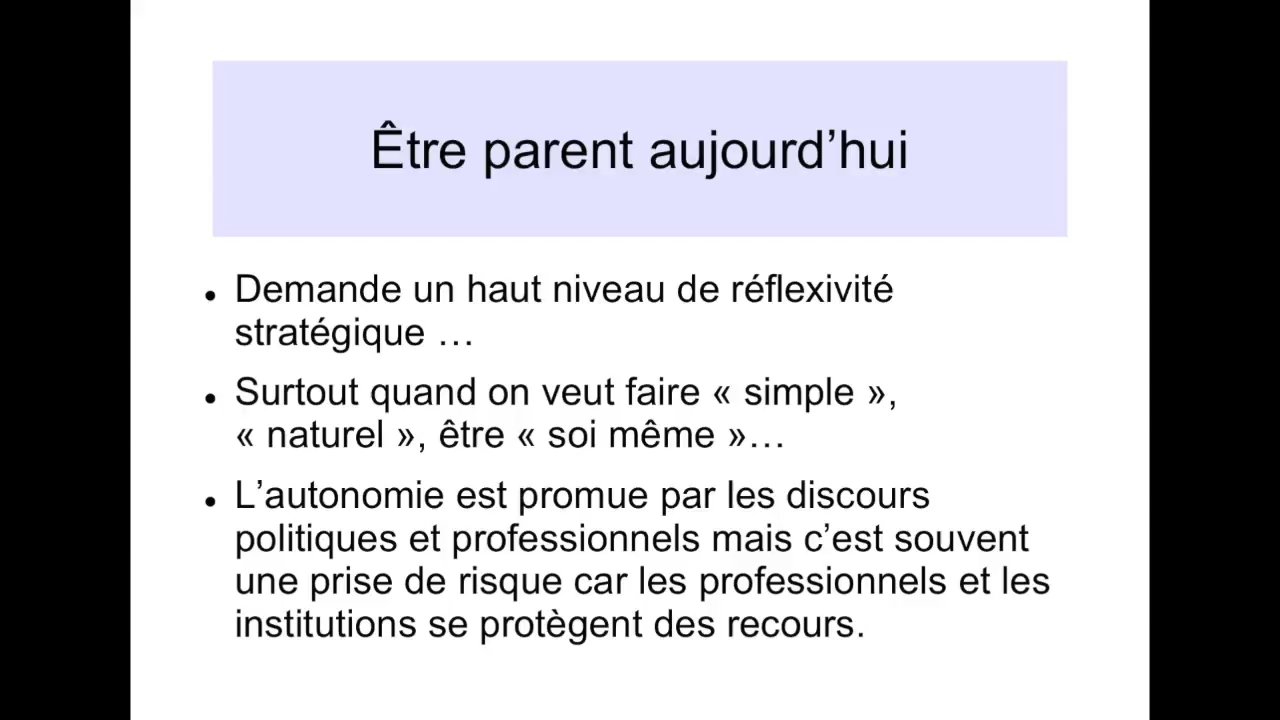 Être parent aujourd’hui
• Demande un haut niveau de réflexivité
stratégique …
• Surtout quand on veut faire « simple »,
« naturel », être « soi même »…
• L’autonomie est promue par les discours
politiques et professionnels mais c’est souvent
une prise de risque car les professionnels et les
institutions se protègent des recours.